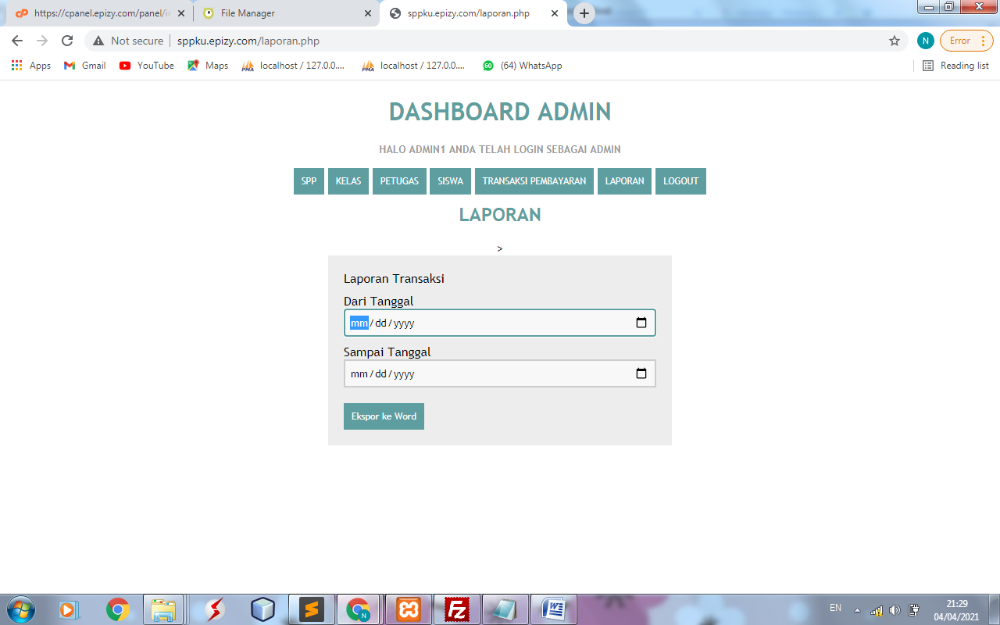 https://cpanel.epizy.com/panel/ir
File Manager
sppku.epizy.com/laporan.php
Not secure
sppku.epizy.com/laporan.php
N
Error
Apps
Gmail
YouTube
Maps
localhost / 127.0.0....
localhost / 127.0.0....
60
(64) WhatsApp
Reading list
DASHBOARD ADMIN
HALO ADMIN1 ANDA TELAH LOGIN SEBAGAI ADMIN
SPP KELAS PETUGAS SISWA TRANSAKSI PEMBAYARAN LAPORAN LOGOUT
LAPORAN
>
Laporan Transaksi
Dari Tanggal
mm/dd/yyyy
Sampai Tanggal
mm/dd/yyyy
Ekspor ke Word
EN
21:29
04/04/2021